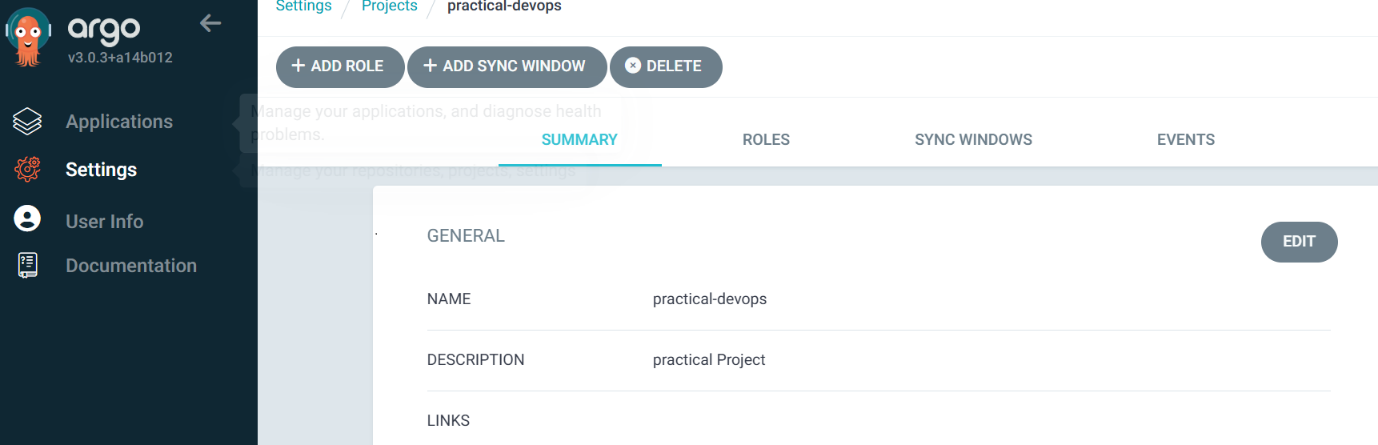 Settings / Projects / practical-devops
argo
v3.0.3+a14b012
+ ADD ROLE
+ ADD SYNC WINDOW
DELETE
Applications
Manage your applications, and diagnose health
problems.
Settings
Manage your repositories, projects, settings
User Info
Documentation
SUMMARY ROLES SYNC WINDOWS EVENTS
GENERAL
EDIT
NAME practical-devops
DESCRIPTION practical Project
LINKS